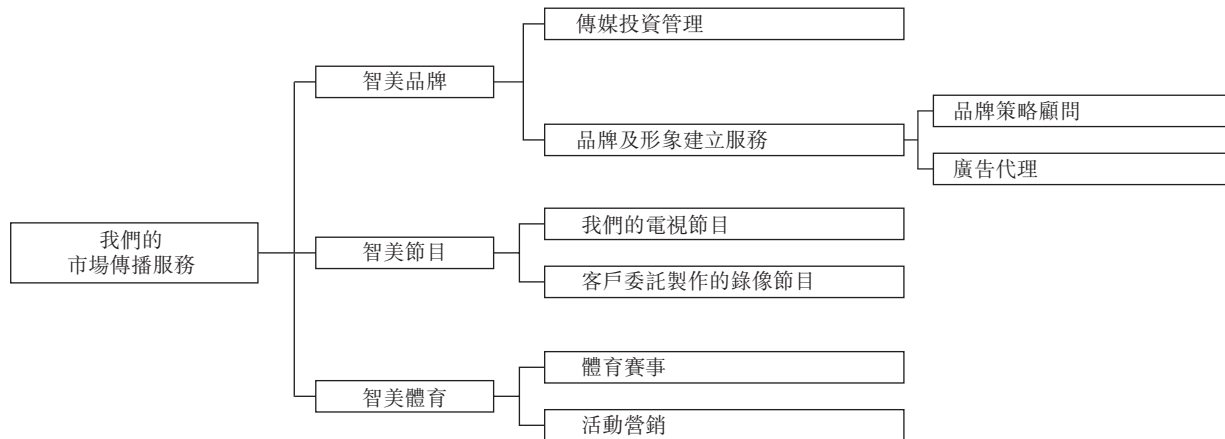 傳媒投資管理
智美品牌
品牌策略顧問
品牌及形象建立服務
廣告代理
我們的電視節目
我們的
市場傳播服務
智美節目
客戶委託製作的錄像節目
體育賽事
智美體育
活動營銷